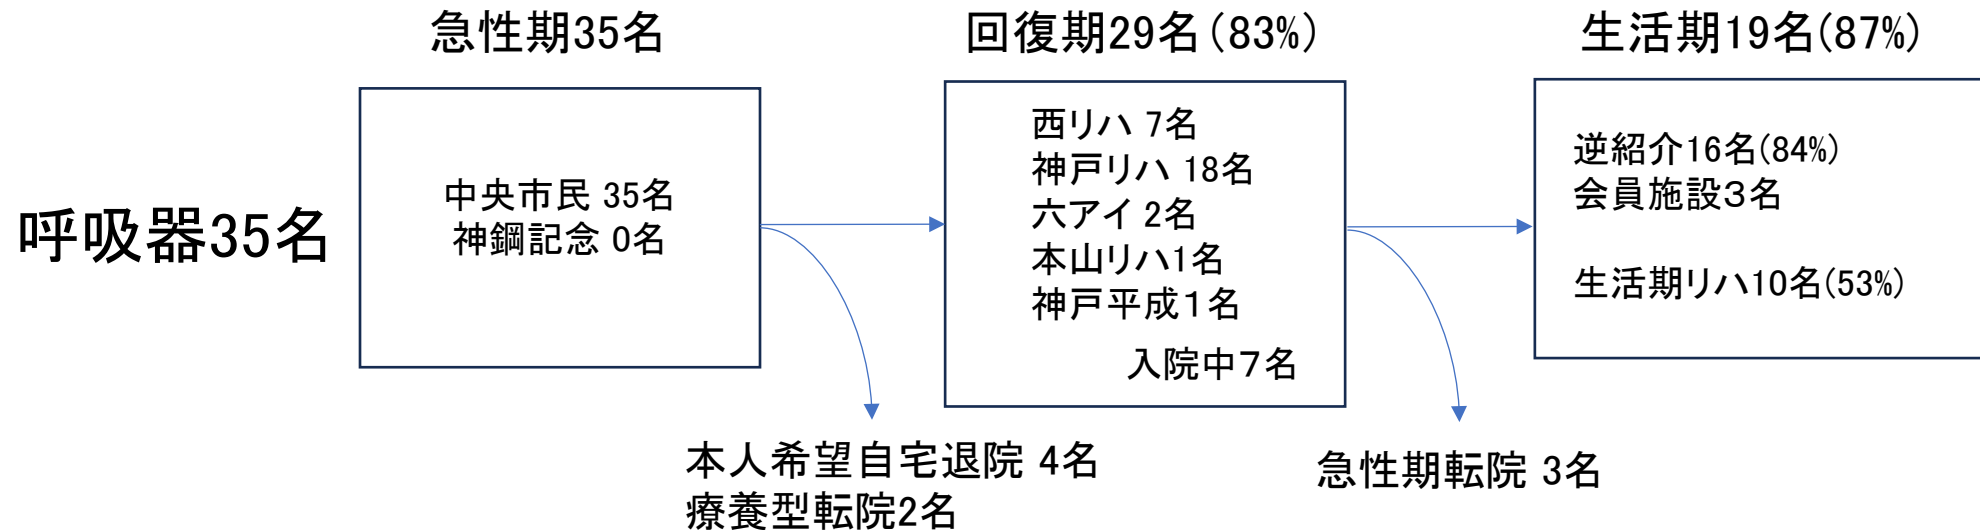 急性期35名
回復期29名(83%)
生活期19名(87%)
呼吸器35名
中央市民 35名
神鋼記念 0名
西リハ 7名
神戸リハ 18名
六アイ 2名
本山リハ1名
神戸平成１名
入院中７名
逆紹介16名(84%)
会員施設３名
生活期リハ10名(53%)
本人希望自宅退院 4名
療養型転院2名
急性期転院 3名